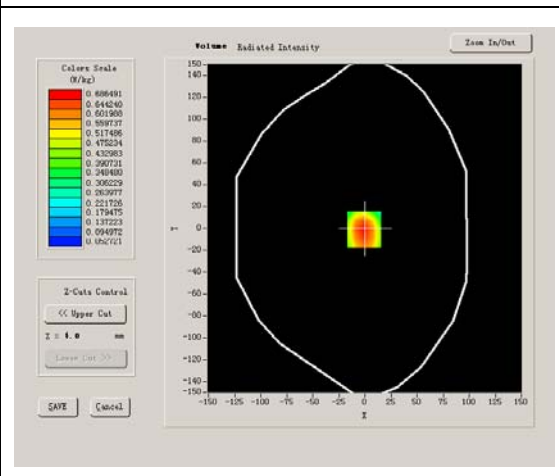 Volume Radiated Intensity
Zoom In/Out
Colors Scale
(W/kg)
0.686491
0.644240
0.601988
0.559737
0.517486
0.475234
0.432983
0.390731
0.348480
0.306229
0.263977
0.221726
0.179475
0.137223
0.094972
0.052721
Z-Cuts Control
<< Upper Cut
Z = 4.0 mm
Lower Cut >>
SAVE Cancel
150
140
120
100
80
60
40
20
0
-20
-40
-60
-80
-100
-120
-140
-150
Y
-150 -125 -100 -75 -50 -25 0 25 50 75 100 125 150
X